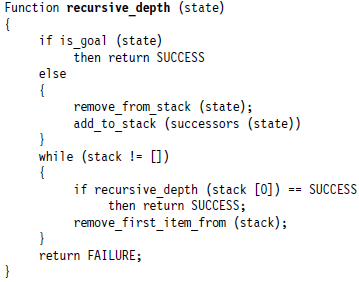 Function recursive_depth (state)
{
if is_goal (state)
then return SUCCESS
else
{
remove_from_stack (state);
add_to_stack (successors (state))
}
while (stack != [])
{
if recursive_depth (stack [0]) == SUCCESS
then return SUCCESS;
remove_first_item_from (stack);
}
return FAILURE;
}